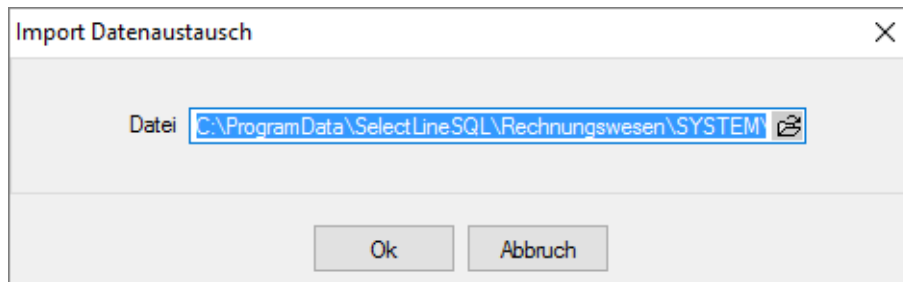 Import Datenaustausch
Datei C:\ProgramData\SelectLineSQL\Rechnungswesen\SYSTEM\
Ok Abbruch